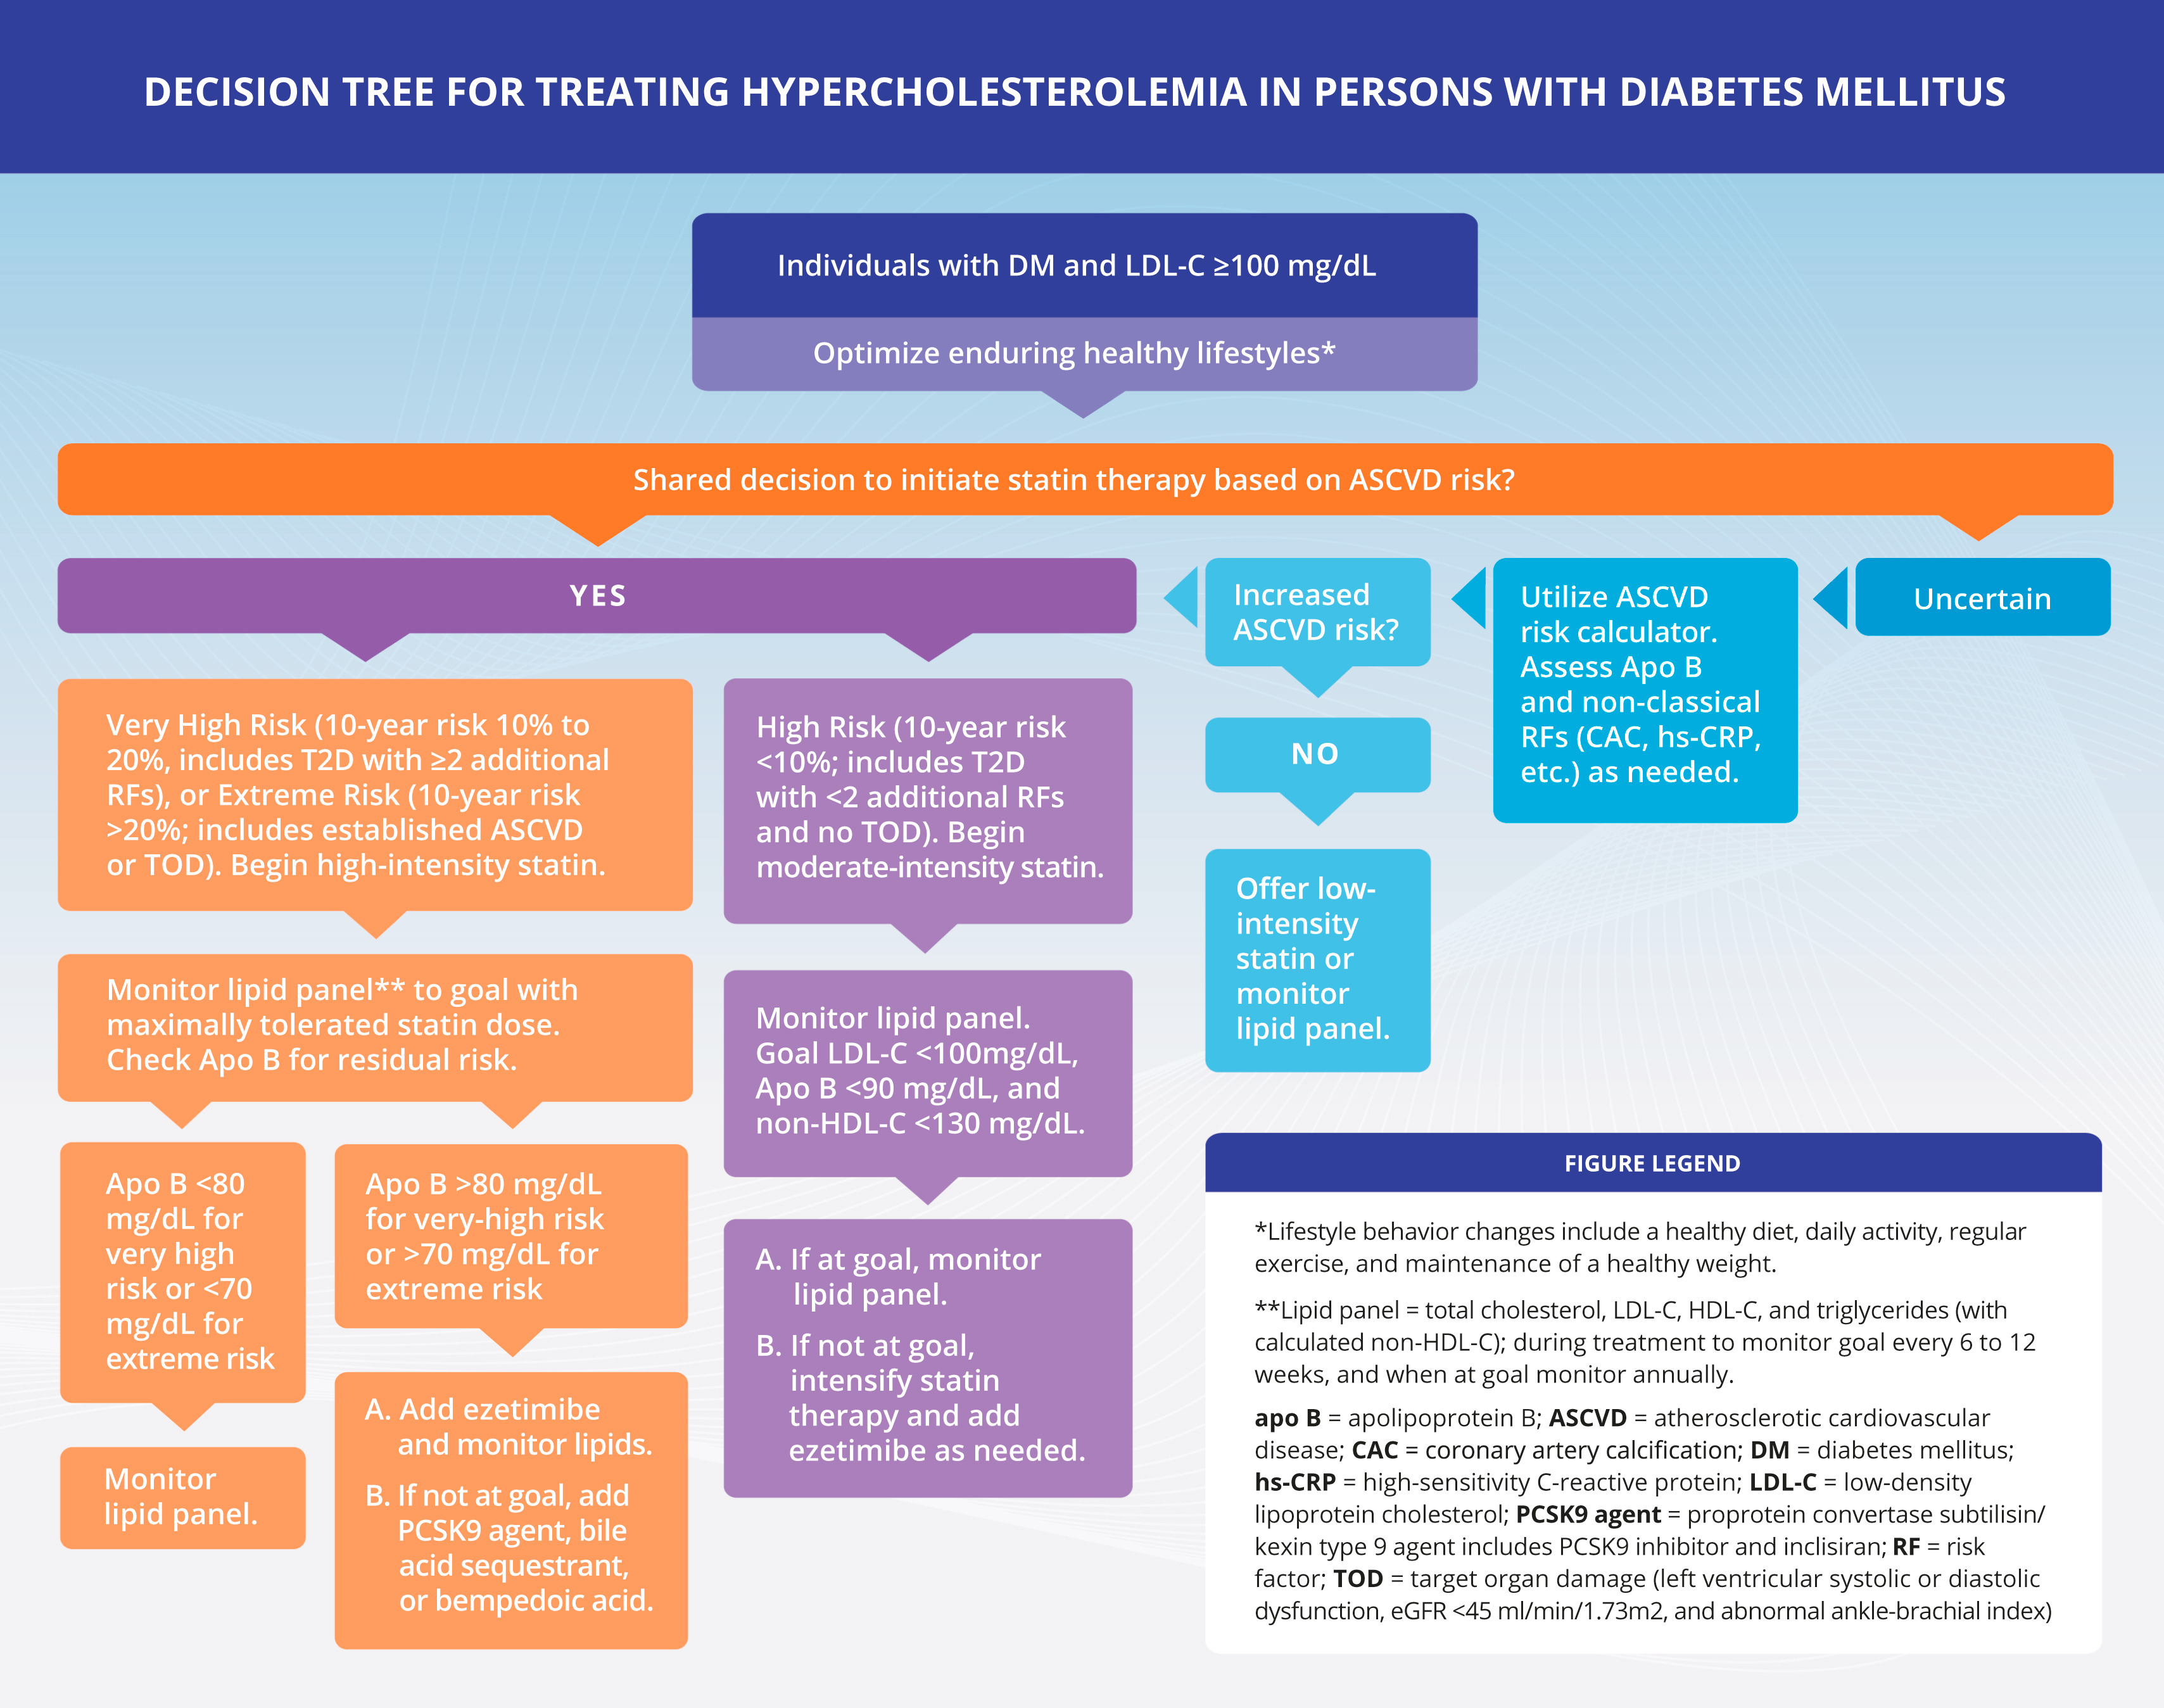 DECISION TREE FOR TREATING HYPERCHOLESTEROLEMIA IN PERSONS WITH DIABETES MELLITUS
Individuals with DM and LDL-C ≥100 mg/dL
Optimize enduring healthy lifestyles*
Shared decision to initiate statin therapy based on ASCVD risk?
YES
Very High Risk (10-year risk 10% to
20%, includes T2D with ≥2 additional
RFs), or Extreme Risk (10-year risk
>20%; includes established ASCVD
or TOD). Begin high-intensity statin.
Monitor lipid panel** to goal with
maximally tolerated statin dose.
Check Apo B for residual risk.
Apo B <80
mg/dL for
very high
risk or <70
mg/dL for
extreme risk
Monitor
lipid panel.
Apo B >80 mg/dL
for very-high risk
or >70 mg/dL for
extreme risk
A. Add ezetimibe
and monitor lipids.
B. If not at goal, add
PCSK9 agent, bile
acid sequestrant,
or bempedoic acid.
High Risk (10-year risk
<10%; includes T2D
with <2 additional RFs
and no TOD). Begin
moderate-intensity statin.
Monitor lipid panel.
Goal LDL-C <100mg/dL,
Apo B <90 mg/dL, and
non-HDL-C <130 mg/dL.
A. If at goal, monitor
lipid panel.
B. If not at goal,
intensify statin
therapy and add
ezetimibe as needed.
Increased
ASCVD risk?
NO
Offer low-
intensity
statin or
monitor
lipid panel.
Utilize ASCVD
risk calculator.
Assess Apo B
and non-classical
RFs (CAC, hs-CRP,
etc.) as needed.
Uncertain
FIGURE LEGEND
*Lifestyle behavior changes include a healthy diet, daily activity, regular
exercise, and maintenance of a healthy weight.
**Lipid panel = total cholesterol, LDL-C, HDL-C, and triglycerides (with
calculated non-HDL-C); during treatment to monitor goal every 6 to 12
weeks, and when at goal monitor annually.
apo B = apolipoprotein B; ASCVD = atherosclerotic cardiovascular
disease; CAC = coronary artery calcification; DM = diabetes mellitus;
hs-CRP = high-sensitivity C-reactive protein; LDL-C = low-density
lipoprotein cholesterol; PCSK9 agent = proprotein convertase subtilisin/
kexin type 9 agent includes PCSK9 inhibitor and inclisiran; RF = risk
factor; TOD = target organ damage (left ventricular systolic or diastolic
dysfunction, eGFR <45 ml/min/1.73m2, and abnormal ankle-brachial index)